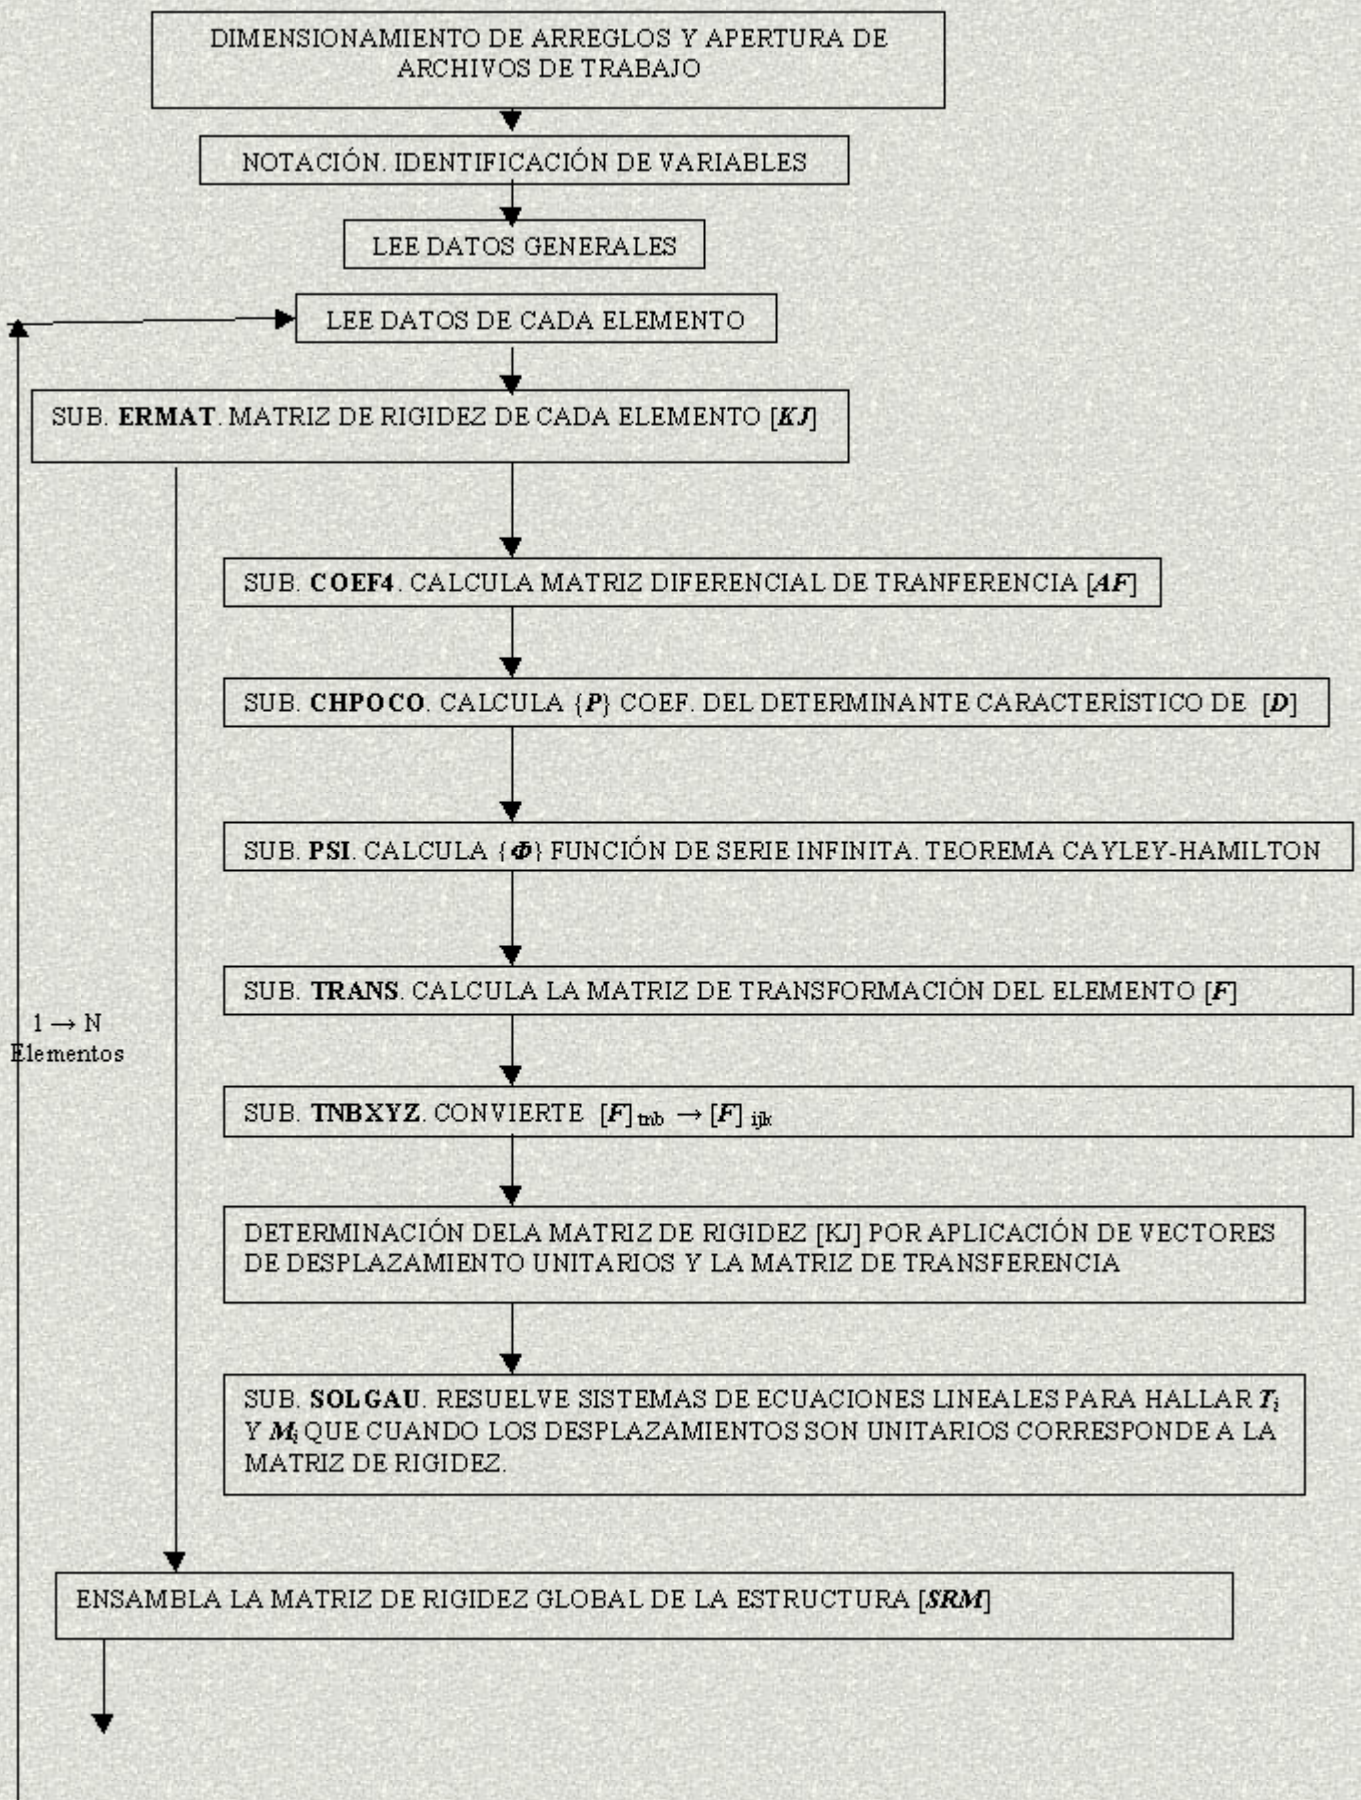 DIMENSIONAMIENTO DE ARREGLOS Y APERTURA DE
ARCHIVOS DE TRABAJO
NOTACIÓN. IDENTIFICACIÓN DE VARIABLES
LEE DATOS GENERALES
LEE DATOS DE CADA ELEMENTO
SUB. ERMAT. MATRIZ DE RIGIDEZ DE CADA ELEMENTO [KJ]
SUB. COEF4. CALCULA MATRIZ DIFERENCIAL DE TRANFERENCIA [AF]
SUB. CHPOCO. CALCULA {P} COEF. DEL DETERMINANTE CARACTERÍSTICO DE [D]
SUB. PSI. CALCULA {Φ} FUNCIÓN DE SERIE INFINITA. TEOREMA CAYLEY-HAMILTON
SUB. TRANS. CALCULA LA MATRIZ DE TRANSFORMACIÓN DEL ELEMENTO [F]
1 → N
Elementos
SUB. TNBXYZ. CONVIERTE [F] tnb → [F] ijk
DETERMINACIÓN DELA MATRIZ DE RIGIDEZ [KJ] POR APLICACIÓN DE VECTORES
DE DESPLAZAMIENTO UNITARIOS Y LA MATRIZ DE TRANSFERENCIA
SUB. SOLGAU. RESUELVE SISTEMAS DE ECUACIONES LINEALES PARA HALLAR Ti
Y Mi QUE CUANDO LOS DESPLAZAMIENTOS SON UNITARIOS CORRESPONDE A LA
MATRIZ DE RIGIDEZ.
ENSAMBLA LA MATRIZ DE RIGIDEZ GLOBAL DE LA ESTRUCTURA [SRM]